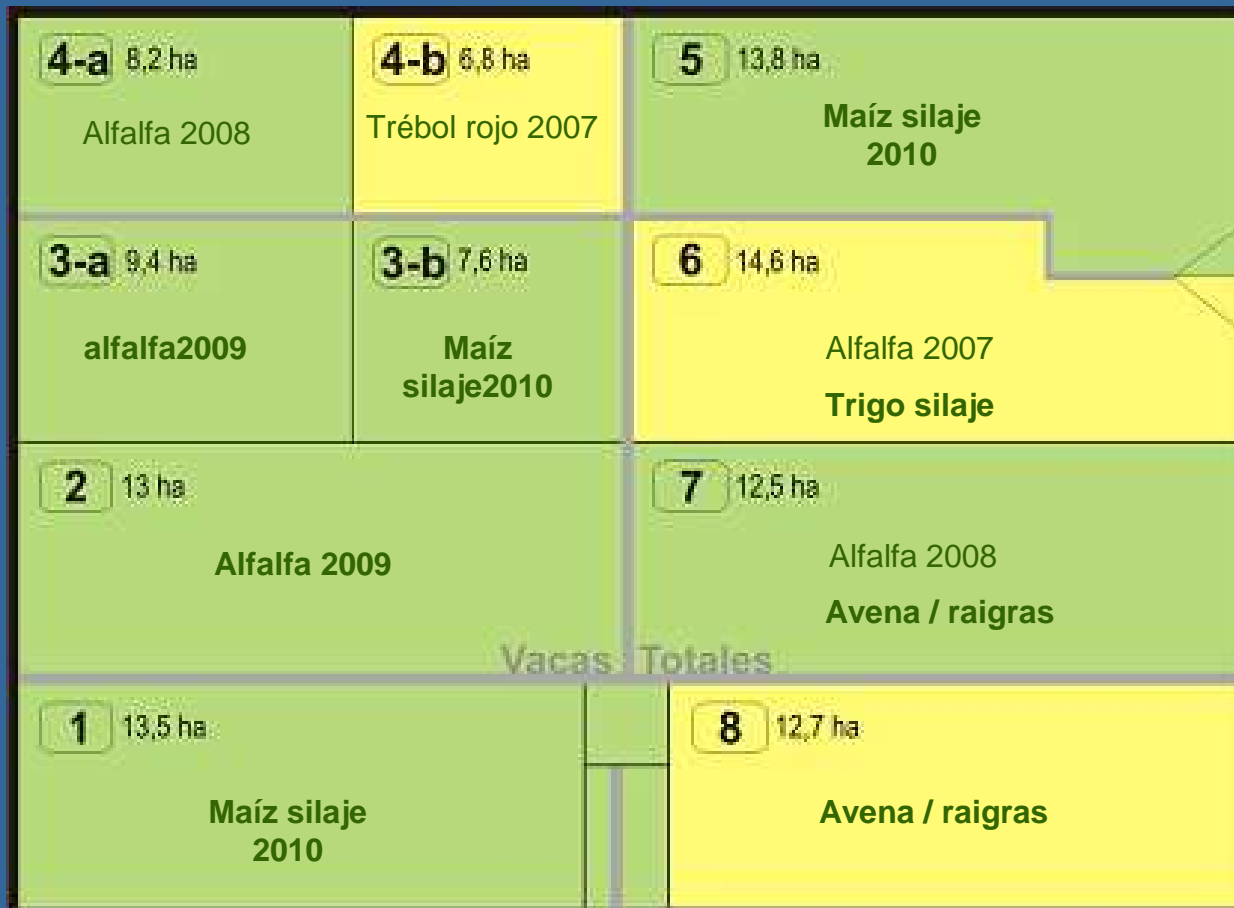 4-a 8,2 ha
Alfalfa 2008
4-b 6,8 ha
Trébol rojo 2007
5 13,8 ha
Maíz silaje
2010
3-a 9,4 ha
alfalfa2009
3-b 7,6 ha
Maíz
silaje2010
6 14,6 ha
Alfalfa 2007
Trigo silaje
2 13 ha
Alfalfa 2009
7 12,5 ha
Alfalfa 2008
Avena / raigras
Vacas Totales
1 13,5 ha
Maíz silaje
2010
8 12,7 ha
Avena / raigras